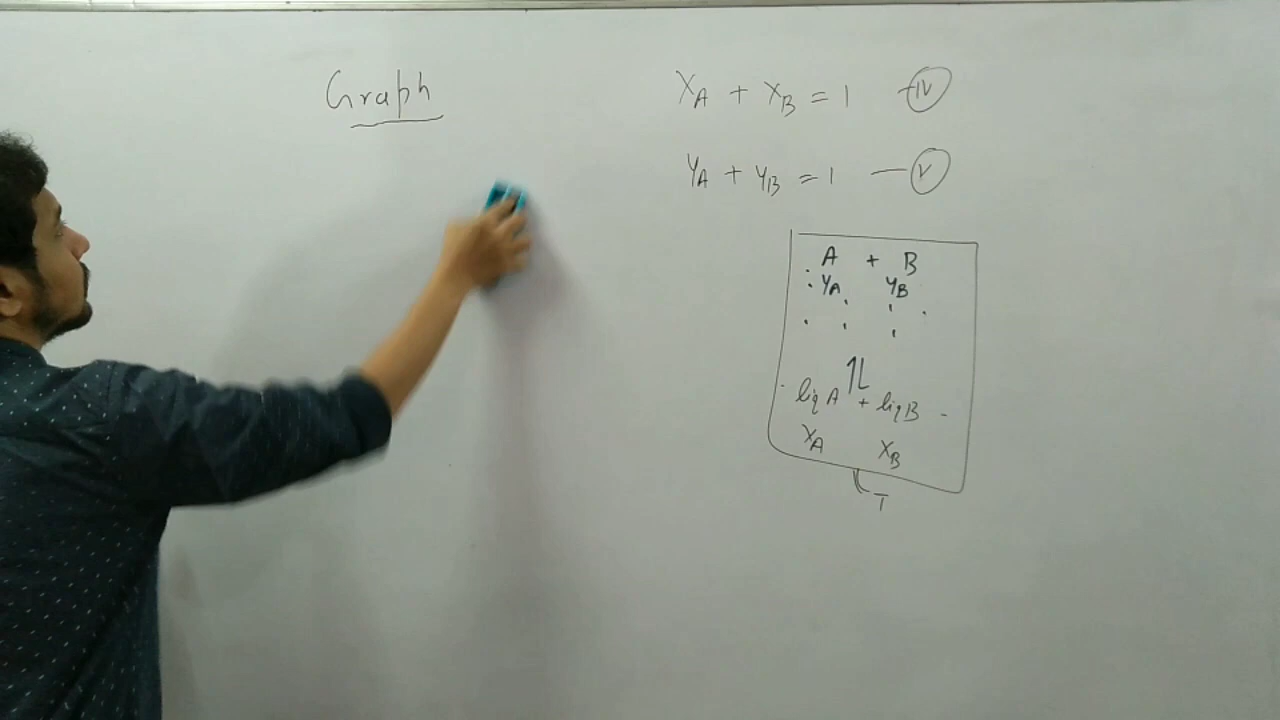 Graph
X_A + X_B = 1 — IV
y_A + y_B = 1 — V
A + B
y_A y_B
⇌
liq A + liq B
X_A X_B
T